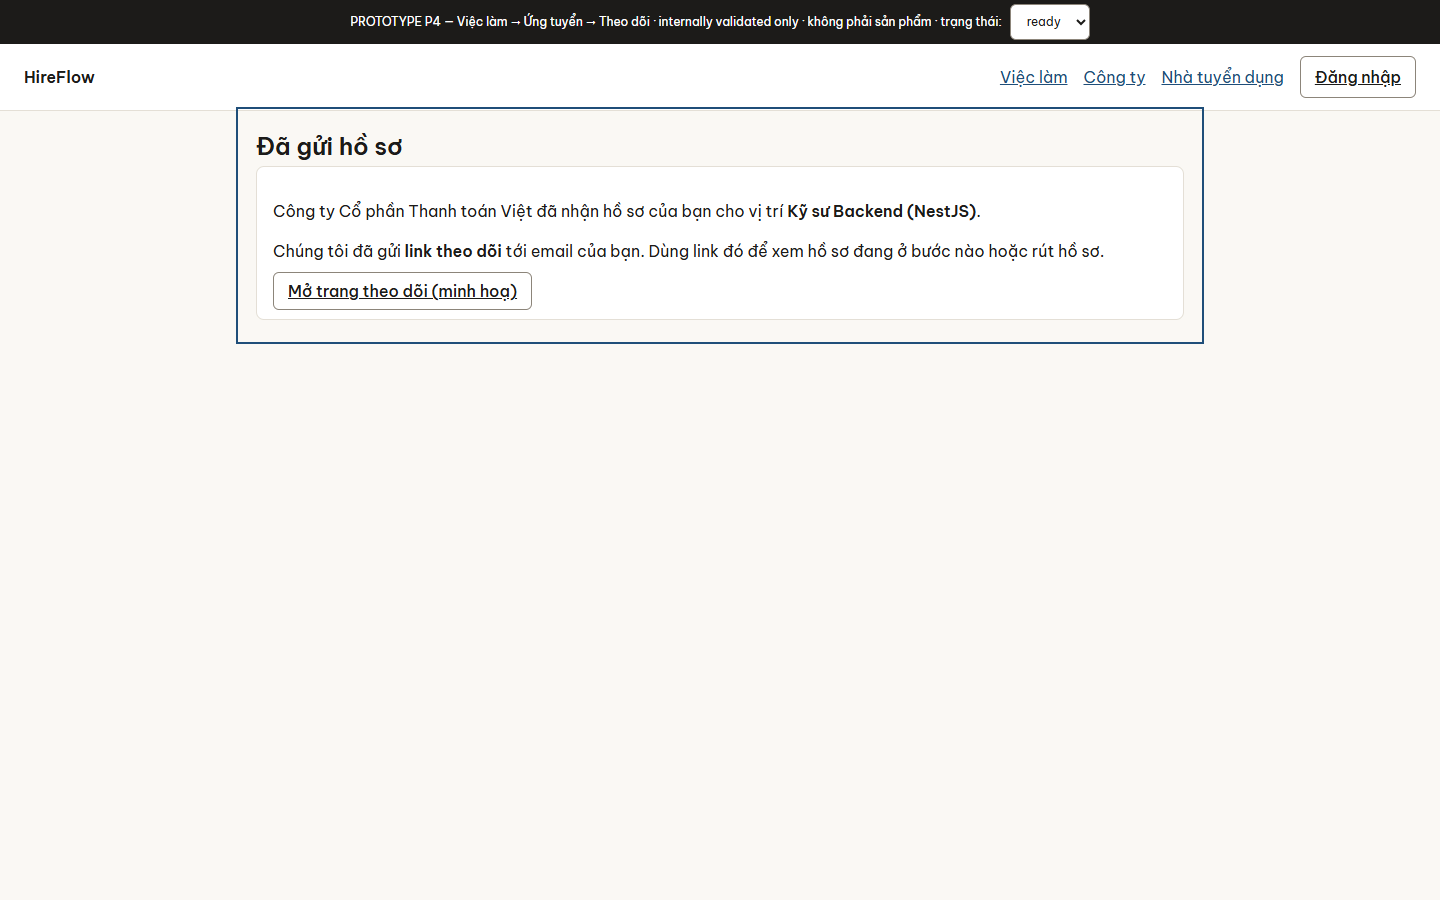 PROTOTYPE P4 — Việc làm → Ứng tuyển → Theo dõi · internally validated only · không phải sản phẩm · trạng thái: ready
HireFlow
Việc làm Công ty Nhà tuyển dụng Đăng nhập
Đã gửi hồ sơ
Công ty Cổ phần Thanh toán Việt đã nhận hồ sơ của bạn cho vị trí Kỹ sư Backend (NestJS).
Chúng tôi đã gửi link theo dõi tới email của bạn. Dùng link đó để xem hồ sơ đang ở bước nào hoặc rút hồ sơ.
Mở trang theo dõi (minh hoạ)